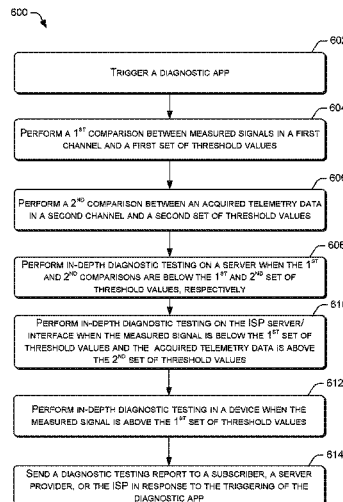 600
602
TRIGGER A DIAGNOSTIC APP
604
PERFORM A 1ST COMPARISON BETWEEN MEASURED SIGNALS IN A FIRST
CHANNEL AND A FIRST SET OF THRESHOLD VALUES
606
PERFORM A 2ND COMPARISON BETWEEN AN ACQUIRED TELEMETRY DATA
IN A SECOND CHANNEL AND A SECOND SET OF THRESHOLD VALUES
608
PERFORM IN-DEPTH DIAGNOSTIC TESTING ON A SERVER WHEN THE 1ST
AND 2ND COMPARISONS ARE BELOW THE 1ST AND 2ND SET OF
THRESHOLD VALUES, RESPECTIVELY
610
PERFORM IN-DEPTH DIAGNOSTIC TESTING ON THE ISP SERVER/
INTERFACE WHEN THE MEASURED SIGNAL IS BELOW THE 1ST SET OF
THRESHOLD VALUES AND THE ACQUIRED TELEMETRY DATA IS ABOVE
THE 2ND SET OF THRESHOLD VALUES
612
PERFORM IN-DEPTH DIAGNOSTIC TESTING IN A DEVICE WHEN THE
MEASURED SIGNAL IS ABOVE THE 1ST SET OF THRESHOLD VALUES
614
SEND A DIAGNOSTIC TESTING REPORT TO A SUBSCRIBER, A SERVER
PROVIDER, OR THE ISP IN RESPONSE TO THE TRIGGERING OF THE
DIAGNOSTIC APP